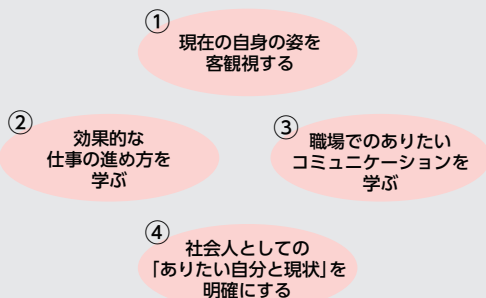 ①
現在の自身の姿を
客観視する
②
効果的な
仕事の進め方を
学ぶ
③
職場でのありたい
コミュニケーションを
学ぶ
④
社会人としての
「ありたい自分と現状」を
明確にする